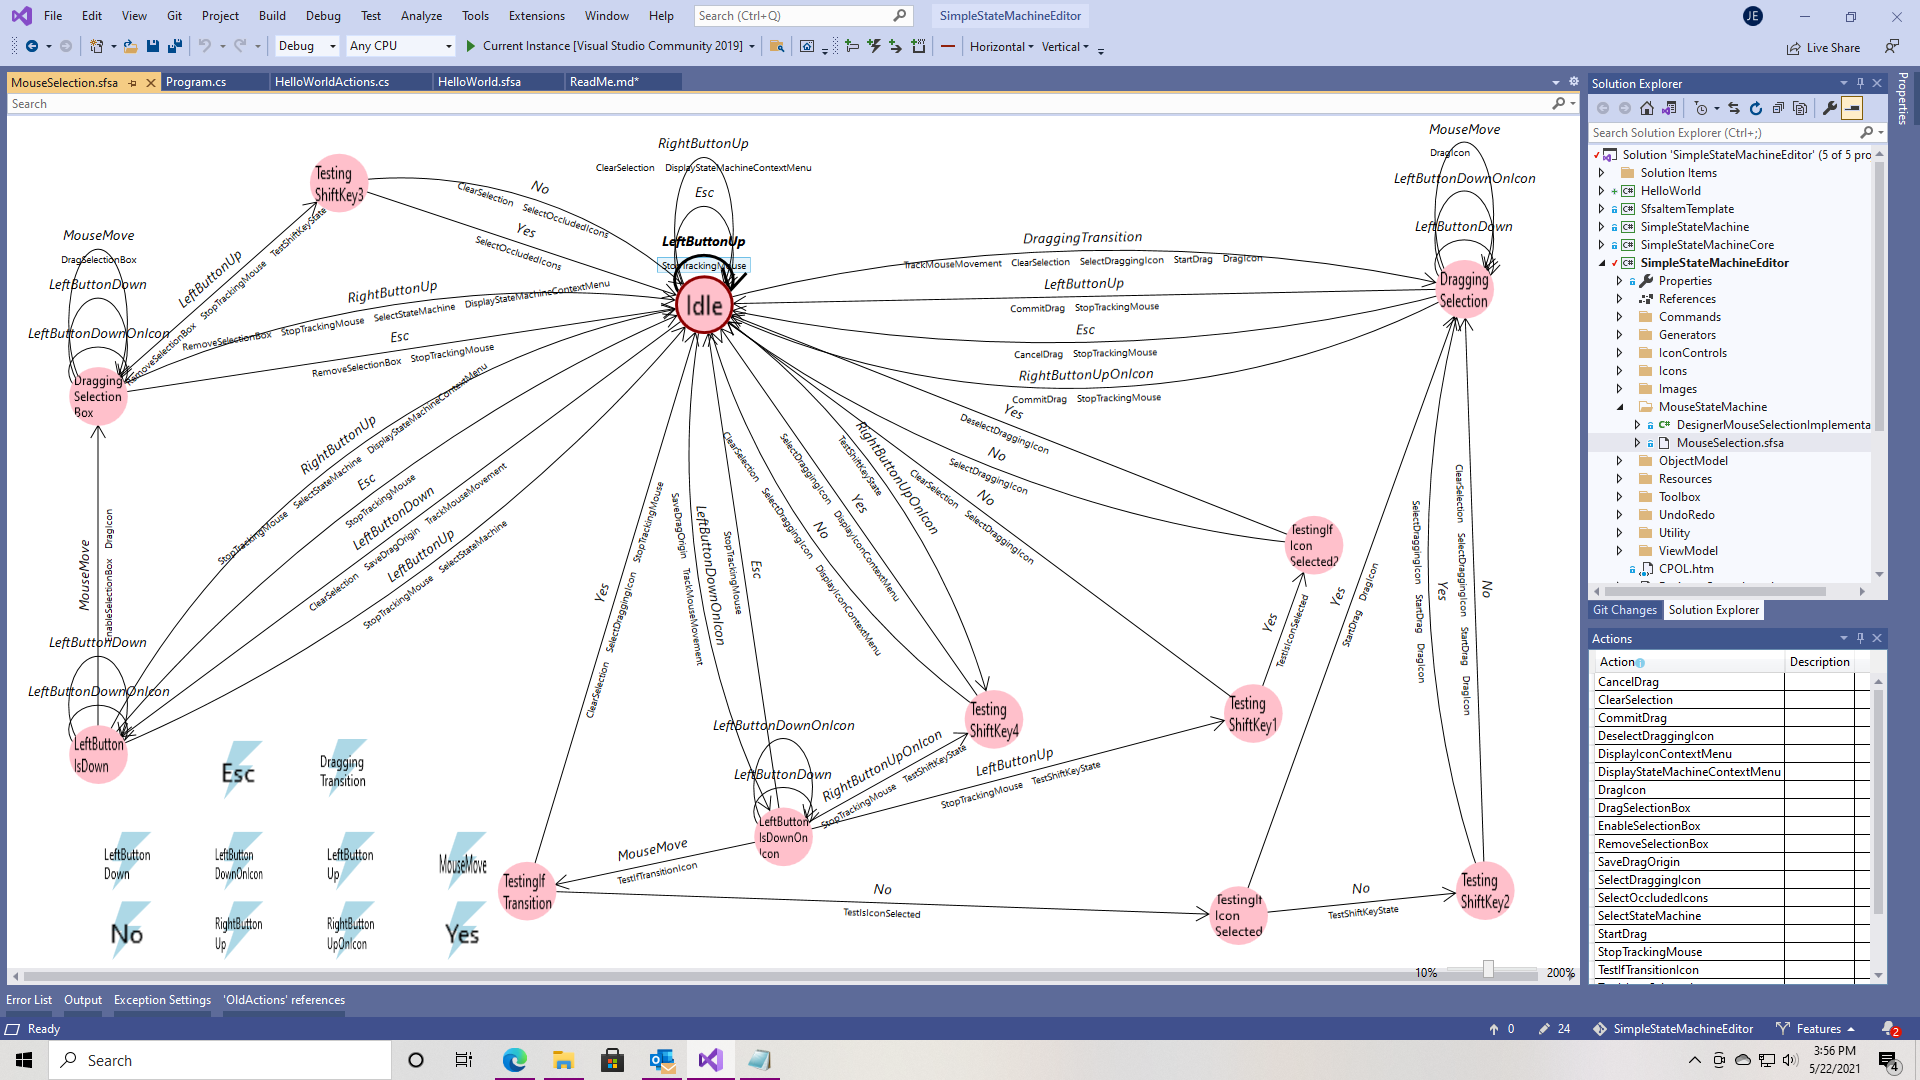 File Edit View Git Project Build Debug Test Analyze Tools Extensions Window Help Search (Ctrl+Q) SimpleStateMachineEditor JE
Debug Any CPU Current Instance [Visual Studio Community 2019] Horizontal Vertical Live Share
MouseSelection.sfsa Program.cs HelloWorldActions.cs HelloWorld.sfsa ReadMe.md*
Search
RightButtonUp
ClearSelection DisplayStateMachineContextMenu
Esc
LeftButtonUp
StopTrackingMouse
Idle
Testing
ShiftKey3
No
ClearSelection SelectOccludedIcons
Yes
SelectOccludedIcons
MouseMove
DragSelectionBox
LeftButtonDown
LeftButtonDownOnIcon
Dragging
Selection
Box
LeftButtonUp
RemoveSelectionBox StopTrackingMouse TestShiftKeyState
RightButtonUp
RemoveSelectionBox StopTrackingMouse SelectStateMachine DisplayStateMachineContextMenu
Esc
RemoveSelectionBox StopTrackingMouse
MouseMove
DragIcon
LeftButtonDownOnIcon
LeftButtonDown
Dragging
Selection
DraggingTransition
TrackMouseMovement ClearSelection SelectDraggingIcon StartDrag DragIcon
LeftButtonUp
CommitDrag StopTrackingMouse
Esc
CancelDrag StopTrackingMouse
RightButtonUpOnIcon
CommitDrag StopTrackingMouse
RightButtonUp
StopTrackingMouse SelectStateMachine DisplayStateMachineContextMenu
Esc
StopTrackingMouse
LeftButtonDown
ClearSelection SaveDragOrigin TrackMouseMovement
LeftButtonUp
StopTrackingMouse SelectStateMachine
MouseMove
EnableSelectionBox DragIcon
LeftButtonDown
LeftButtonDownOnIcon
LeftButton
IsDown
Yes
ClearSelection SelectDraggingIcon StopTrackingMouse
LeftButtonDownOnIcon
SaveDragOrigin TrackMouseMovement
Esc
StopTrackingMouse
No
ClearSelection SelectDraggingIcon DisplayIconContextMenu
Yes
SelectDraggingIcon DisplayIconContextMenu
RightButtonUpOnIcon
TestShiftKeyState
No
ClearSelection SelectDraggingIcon
No
SelectDraggingIcon
Yes
DeselectDraggingIcon
TestingIf
Icon
Selected2
Yes
TestIsIconSelected
Testing
ShiftKey1
Testing
ShiftKey4
Yes
StartDrag DragIcon
Yes
SelectDraggingIcon StartDrag DragIcon
No
ClearSelection SelectDraggingIcon StartDrag DragIcon
LeftButtonDownOnIcon
LeftButtonDown
LeftButton
IsDownOn
Icon
RightButtonUpOnIcon
StopTrackingMouse TestShiftKeyState
LeftButtonUp
StopTrackingMouse TestShiftKeyState
MouseMove
TestIfTransitionIcon
TestingIf
Transition
No
TestIsIconSelected
TestingIf
Icon
Selected
No
TestShiftKeyState
Testing
ShiftKey2
Esc
Dragging
Transition
LeftButton
Down
LeftButton
DownOnIcon
LeftButton
Up
MouseMove
No
RightButton
Up
RightButton
UpOnIcon
Yes
10% 200%
Solution Explorer
Search Solution Explorer (Ctrl+;)
Solution 'SimpleStateMachineEditor' (5 of 5 pro
Solution Items
HelloWorld
SfsaItemTemplate
SimpleStateMachine
SimpleStateMachineCore
SimpleStateMachineEditor
Properties
References
Commands
Generators
IconControls
Icons
Images
MouseStateMachine
DesignerMouseSelectionImplementa
MouseSelection.sfsa
ObjectModel
Resources
Toolbox
UndoRedo
Utility
ViewModel
CPOL.htm
Git Changes Solution Explorer
Properties
Actions
Action Description
CancelDrag
ClearSelection
CommitDrag
DeselectDraggingIcon
DisplayIconContextMenu
DisplayStateMachineContextMenu
DragIcon
DragSelectionBox
EnableSelectionBox
RemoveSelectionBox
SaveDragOrigin
SelectDraggingIcon
SelectOccludedIcons
SelectStateMachine
StartDrag
StopTrackingMouse
TestIfTransitionIcon
Error List Output Exception Settings 'OldActions' references
Ready 0 24 SimpleStateMachineEditor Features 2
Search
3:56 PM
5/22/2021
4